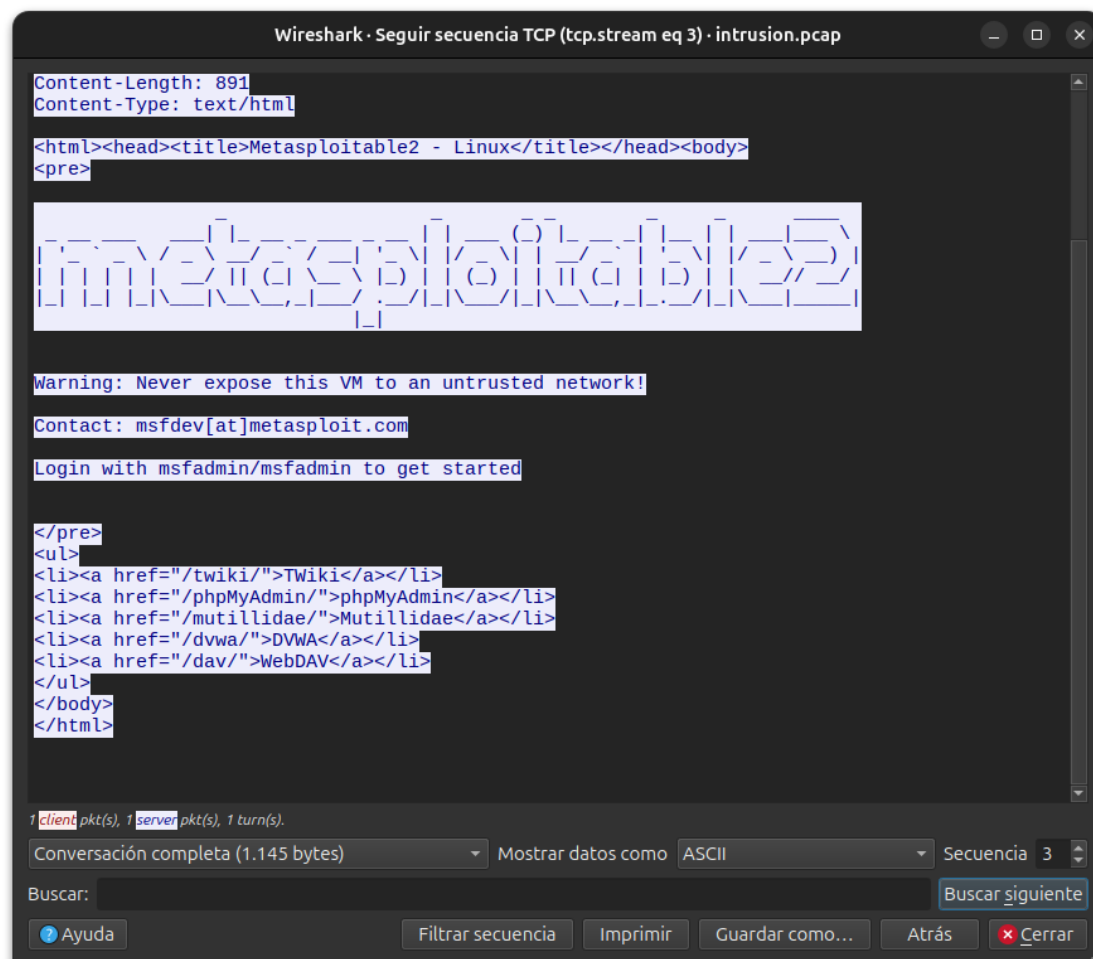 Wireshark · Seguir secuencia TCP (tcp.stream eq 3) · intrusion.pcap
Content-Length: 891
Content-Type: text/html
<html><head><title>Metasploitable2 - Linux</title></head><body>
<pre>
metasploitable2
Warning: Never expose this VM to an untrusted network!
Contact: msfdev[at]metasploit.com
Login with msfadmin/msfadmin to get started
</pre>
<ul>
<li><a href="/twiki/">TWiki</a></li>
<li><a href="/phpMyAdmin/">phpMyAdmin</a></li>
<li><a href="/mutillidae/">Mutillidae</a></li>
<li><a href="/dvwa/">DVWA</a></li>
<li><a href="/dav/">WebDAV</a></li>
</ul>
</body>
</html>
1 client pkt(s), 1 server pkt(s), 1 turn(s).
Conversación completa (1.145 bytes) Mostrar datos como ASCII Secuencia 3
Buscar: Buscar siguiente
Ayuda Filtrar secuencia Imprimir Guardar como... Atrás Cerrar